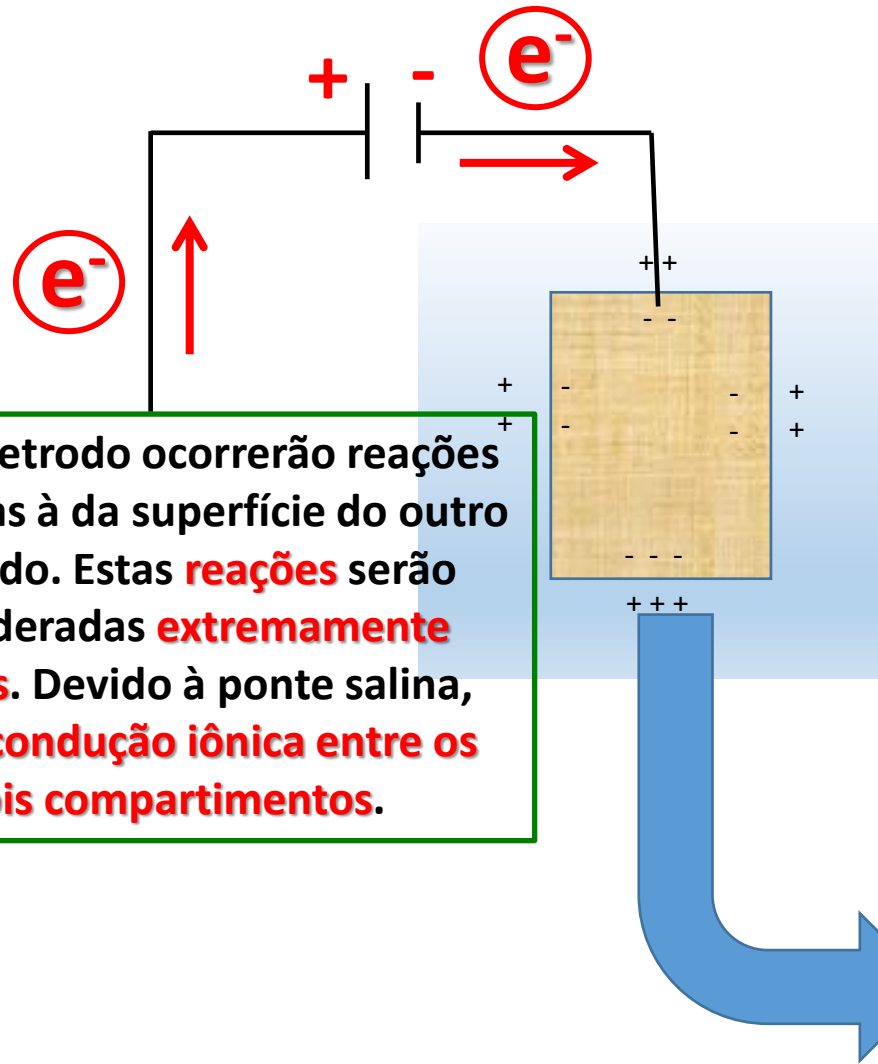 + - e-
e-
+ +
- -
+ - - +
+ - - +
etrodo ocorrerão reações
s à da superfície do outro
do. Estas reações serão
deradas extremamente
s. Devido à ponte salina,
condução iônica entre os
is compartimentos.
- - -
+ + +